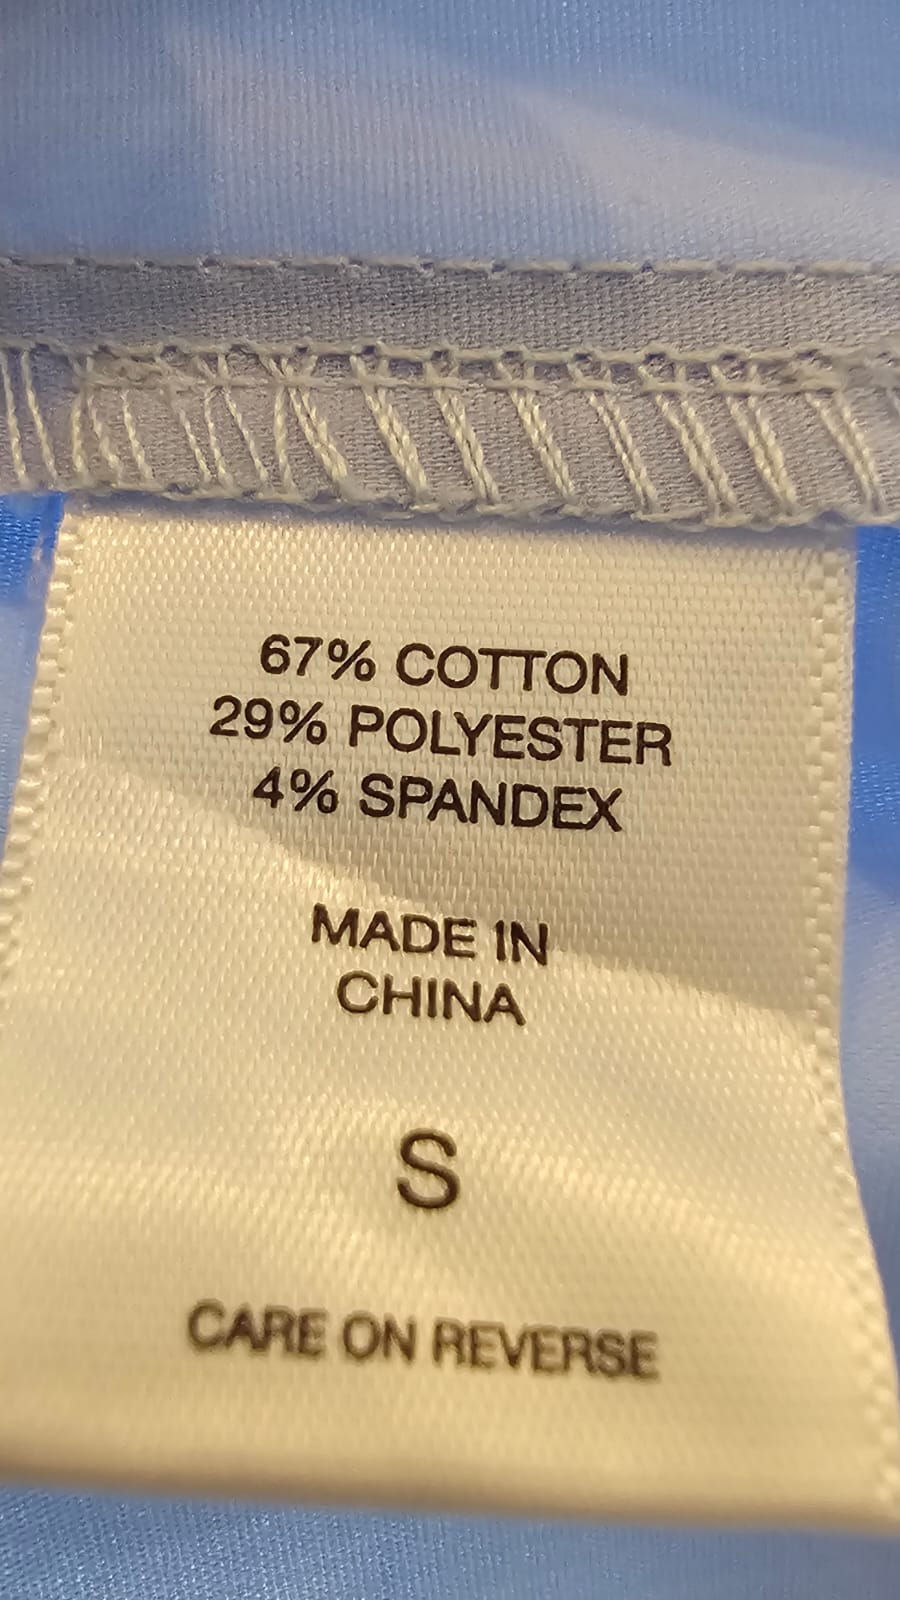 67% COTTON
29% POLYESTER
4% SPANDEX
MADE IN
CHINA
S
CARE ON REVERSE